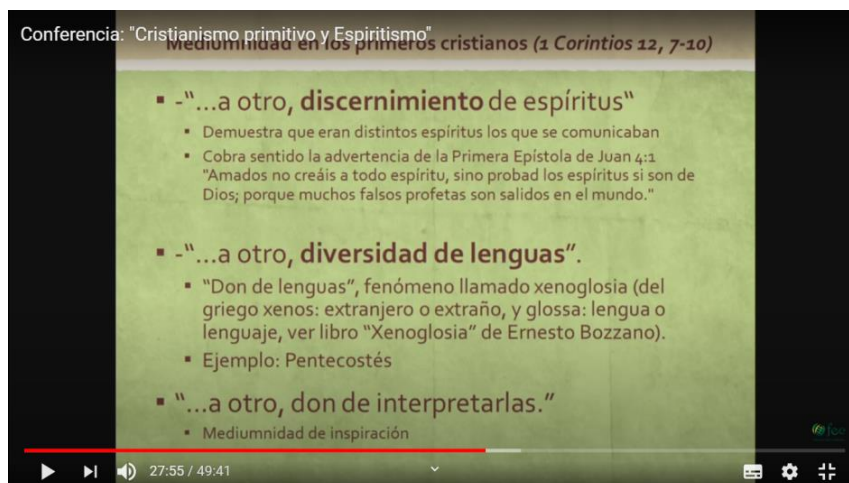 Conferencia: "Cristianismo primitivo y Espiritismo"
Mediumnidad en los primeros cristianos (1 Corintios 12, 7-10)
-“...a otro, discernimiento de espíritus“
Demuestra que eran distintos espíritus los que se comunicaban
Cobra sentido la advertencia de la Primera Epístola de Juan 4:1
"Amados no creáis a todo espíritu, sino probad los espíritus si son de
Dios; porque muchos falsos profetas son salidos en el mundo."
-“...a otro, diversidad de lenguas”.
“Don de lenguas”, fenómeno llamado xenoglosia (del
griego xenos: extranjero o extraño, y glossa: lengua o
lenguaje, ver libro “Xenoglosia” de Ernesto Bozzano).
Ejemplo: Pentecostés
“...a otro, don de interpretarlas.”
Mediumnidad de inspiración
27:55 / 49:41